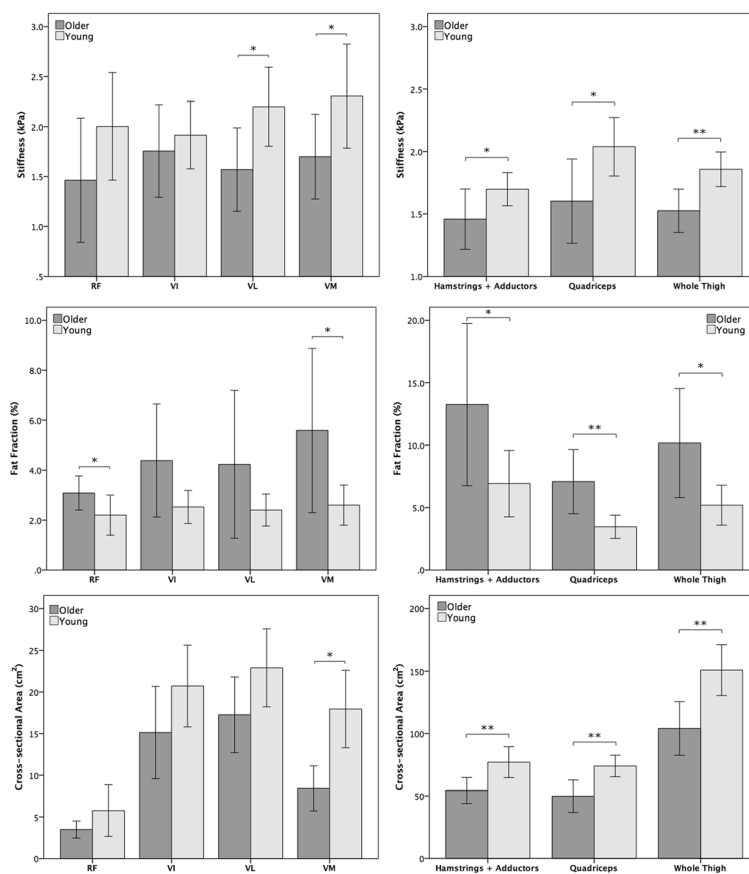 Older
Young
Stiffness (kPa)
3.0
2.5
2.0
1.5
1.0
.5
*
*
RF VI VL VM
Older
Young
Stiffness (kPa)
3.0
2.5
2.0
1.5
1.0
*
*
**
Hamstrings + Adductors Quadriceps Whole Thigh
Older
Young
Fat Fraction (%)
10.0
8.0
6.0
4.0
2.0
.0
*
*
RF VI VL VM
Older
Young
Fat Fraction (%)
20.0
15.0
10.0
5.0
.0
*
**
*
Hamstrings + Adductors Quadriceps Whole Thigh
Older
Young
Cross-sectional Area (cm²)
30
25
20
15
10
5
0
*
RF VI VL VM
Older
Young
Cross-sectional Area (cm²)
200
150
100
50
0
**
**
**
Hamstrings + Adductors Quadriceps Whole Thigh